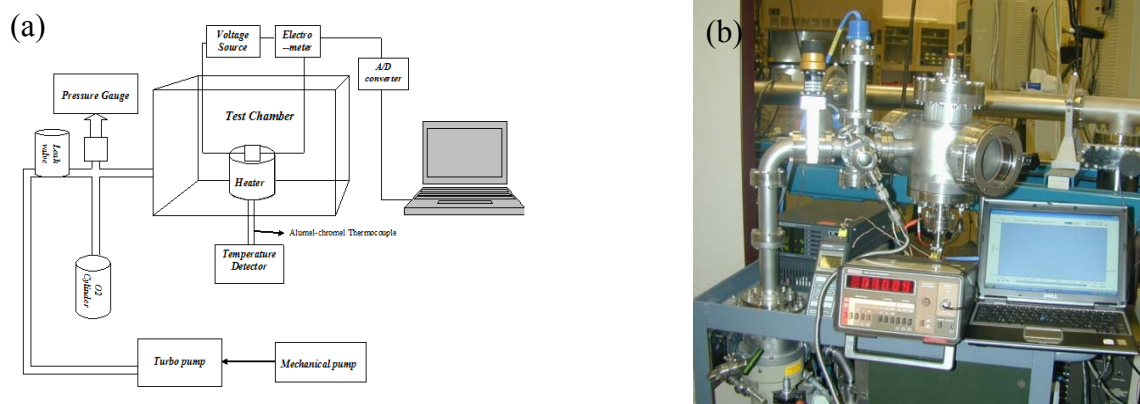 (a)
Voltage
Source
Electro
--meter
A/D
converter
Pressure Gauge
Test Chamber
Leak
valve
Heater
Alumel-chromel Thermocouple
Temperature
Detector
O2
Cylinder
Turbo pump
Mechanical pump
(b)
DELL